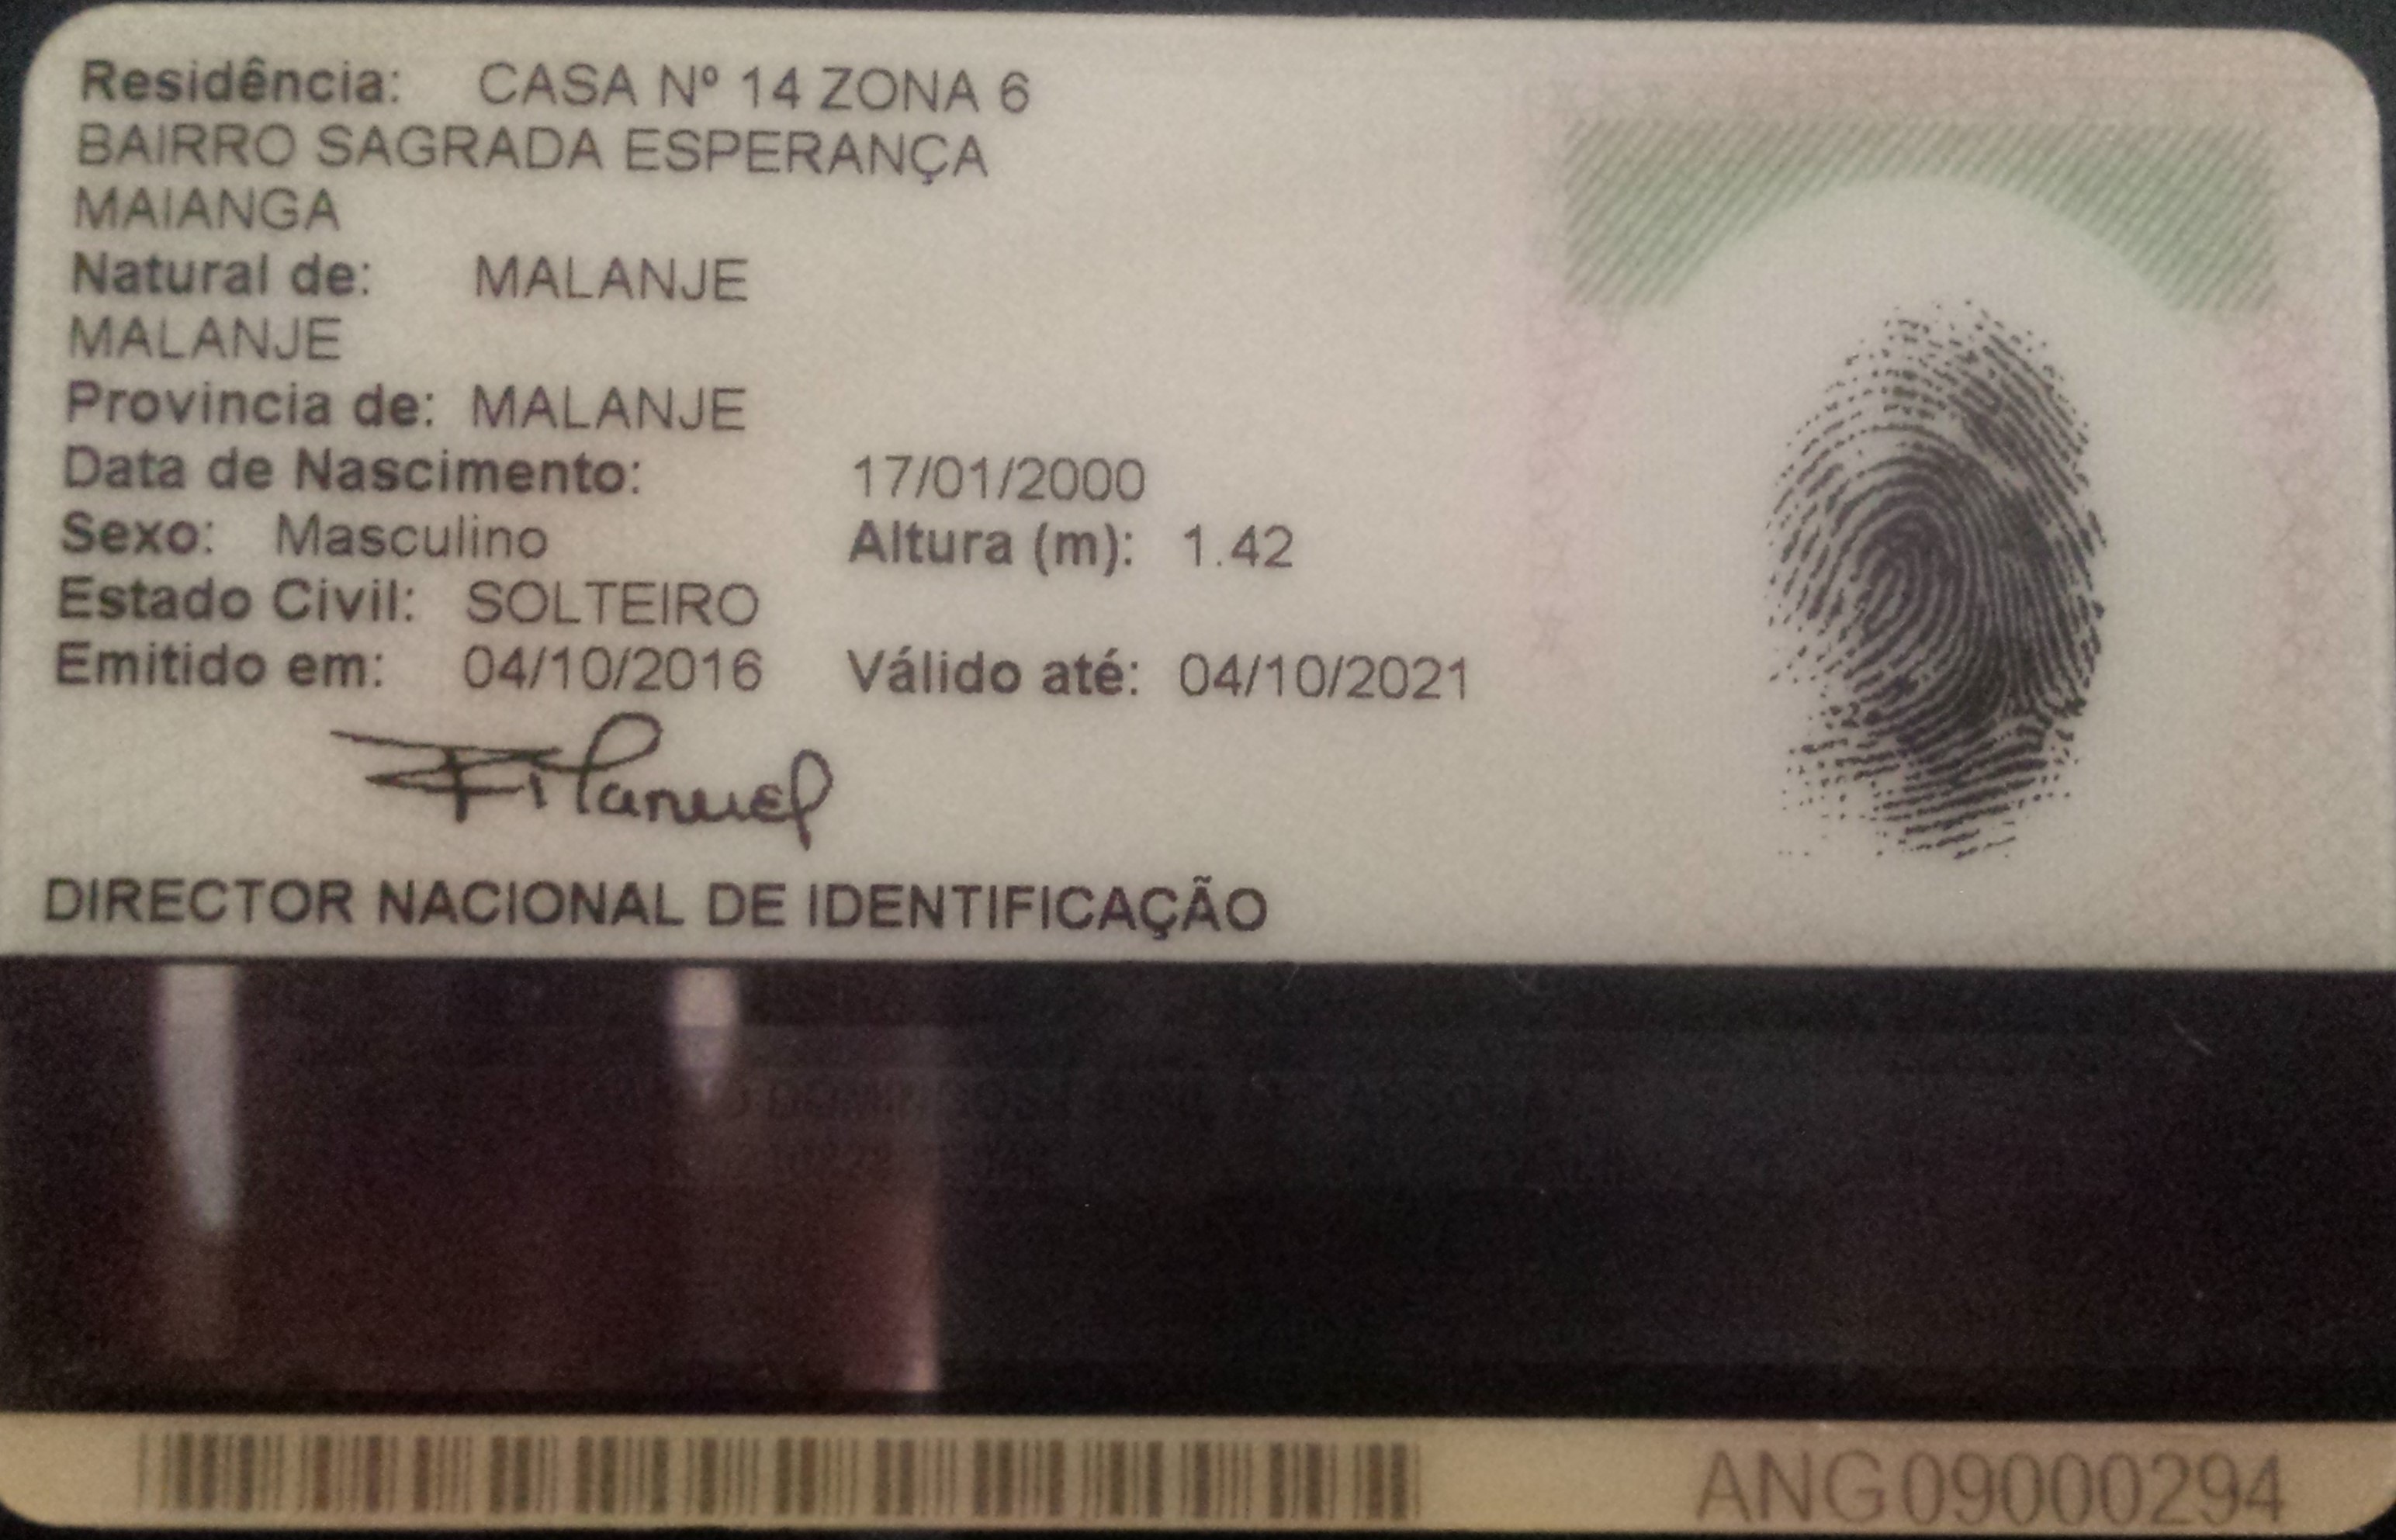 Residência: CASA Nº 14 ZONA 6
BAIRRO SAGRADA ESPERANÇA
MAIANGA
Natural de: MALANJE
MALANJE
Provincia de: MALANJE
Data de Nascimento: 17/01/2000
Sexo: Masculino Altura (m): 1.42
Estado Civil: SOLTEIRO
Emitido em: 04/10/2016 Válido até: 04/10/2021
Manuel
DIRECTOR NACIONAL DE IDENTIFICAÇÃO
ANG09000294